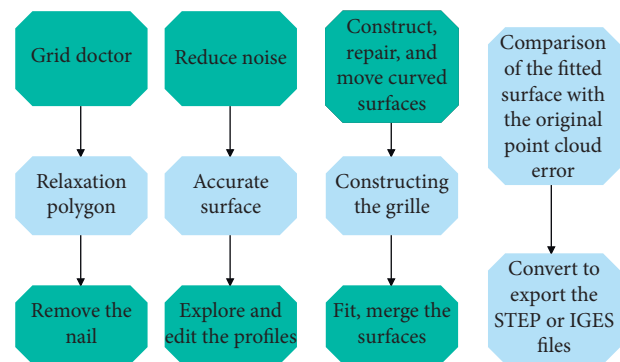 Grid doctor
Relaxation
polygon
Remove the
nail
Reduce noise
Accurate
surface
Explore and
edit the profiles
Construct,
repair, and
move curved
surfaces
Constructing
the grille
Fit, merge the
surfaces
Comparison
of the fitted
surface with
the original
point cloud
error
Convert to
export the
STEP or IGES
files